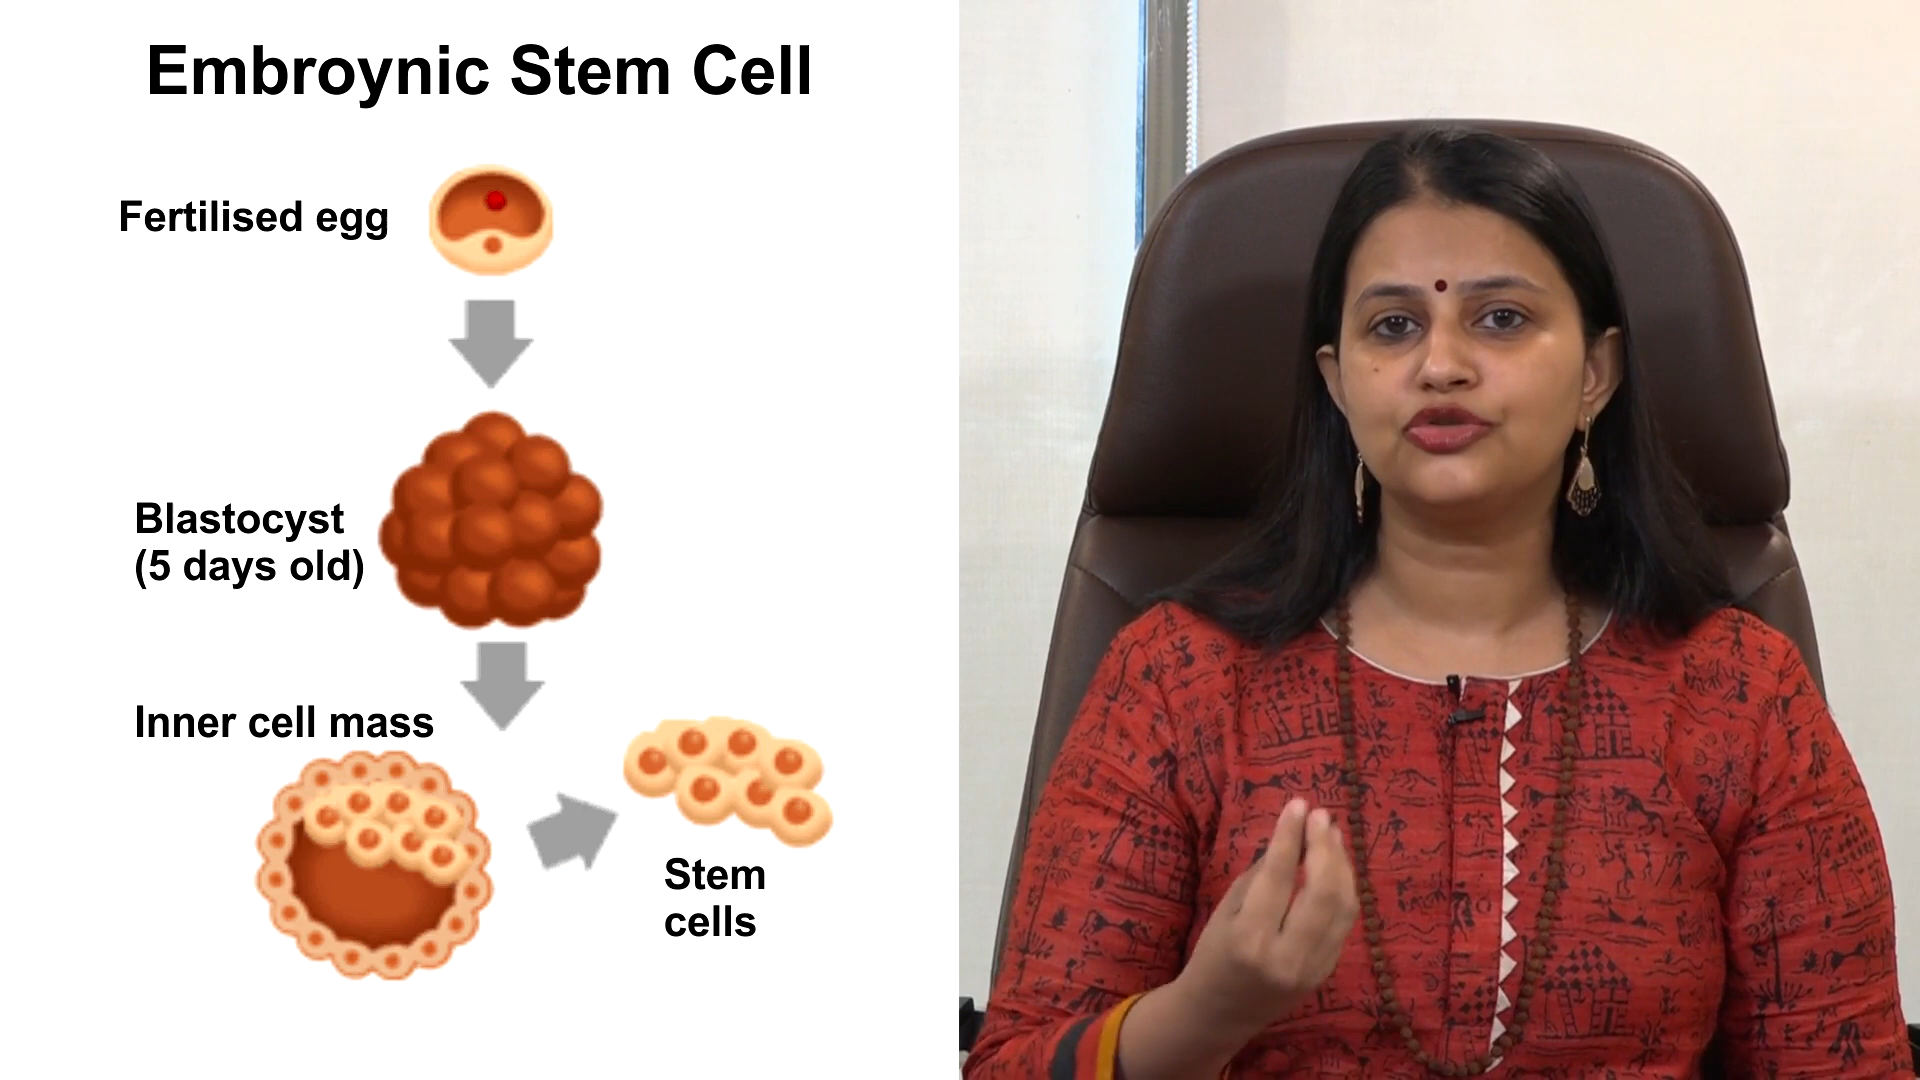 Embroynic Stem Cell
Fertilised egg
Blastocyst
(5 days old)
Inner cell mass
Stem
cells